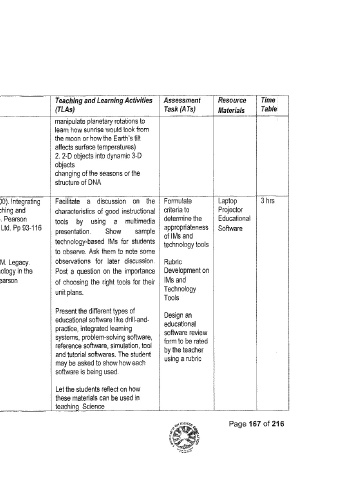 Teaching and Learning Activities
(TLAs)
Assessment
Task (ATs)
Resource
Materials
Time
Table
manipulate planetary rotations to
learn how sunrise would look from
the moon or how the Earth's tilt
affects surface temperatures)
2. 2-D objects into dynamic 3-D
objects
changing of the seasons or the
structure of DNA
00). Integrating
ching and
. Pearson
Ltd. Pp 93-116
M. Legacy.
ology in the
earson
Facilitate a discussion on the
characteristics of good instructional
tools by using a multimedia
presentation. Show sample
technology-based IMs for students
to observe. Ask them to note some
observations for later discussion.
Post a question on the importance
of choosing the right tools for their
unit plans.
Present the different types of
educational software like drill-and-
practice, integrated learning
systems, problem-solving software,
reference software, simulation, tool
and tutorial softwares. The student
may be asked to show how each
software is being used.
Let the students reflect on how
these materials can be used in
teaching Science
Formulate
criteria to
determine the
appropriateness
of IMs and
technology tools
Rubric
Development on
IMs and
Technology
Tools
Design an
educational
software review
form to be rated
by the teacher
using a rubric
Laptop
Projector
Educational
Software
3 hrs
Page 167 of 216